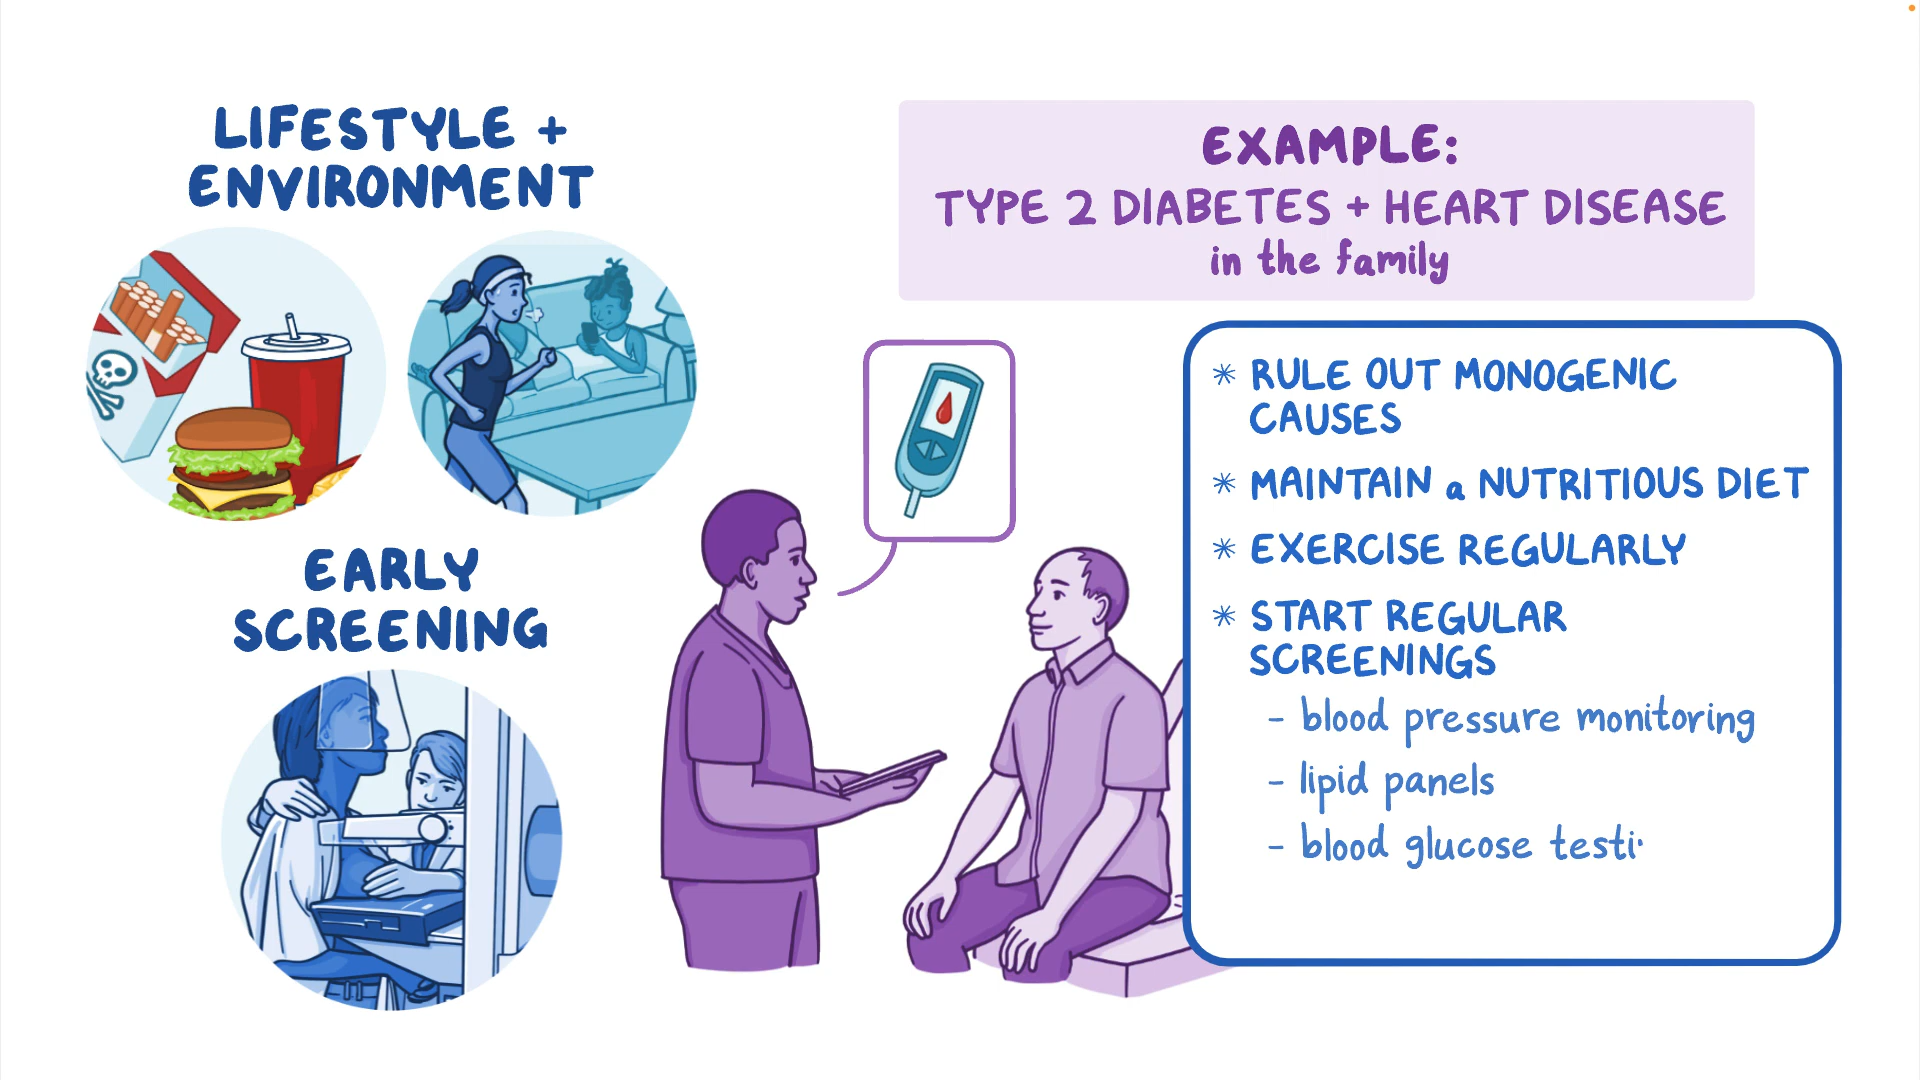 LIFESTYLE +
ENVIRONMENT
EARLY
SCREENING
EXAMPLE:
TYPE 2 DIABETES + HEART DISEASE
in the family
* RULE OUT MONOGENIC
CAUSES
* MAINTAIN a NUTRITIOUS DIET
* EXERCISE REGULARLY
* START REGULAR
SCREENINGS
- blood pressure monitoring
- lipid panels
- blood glucose testi